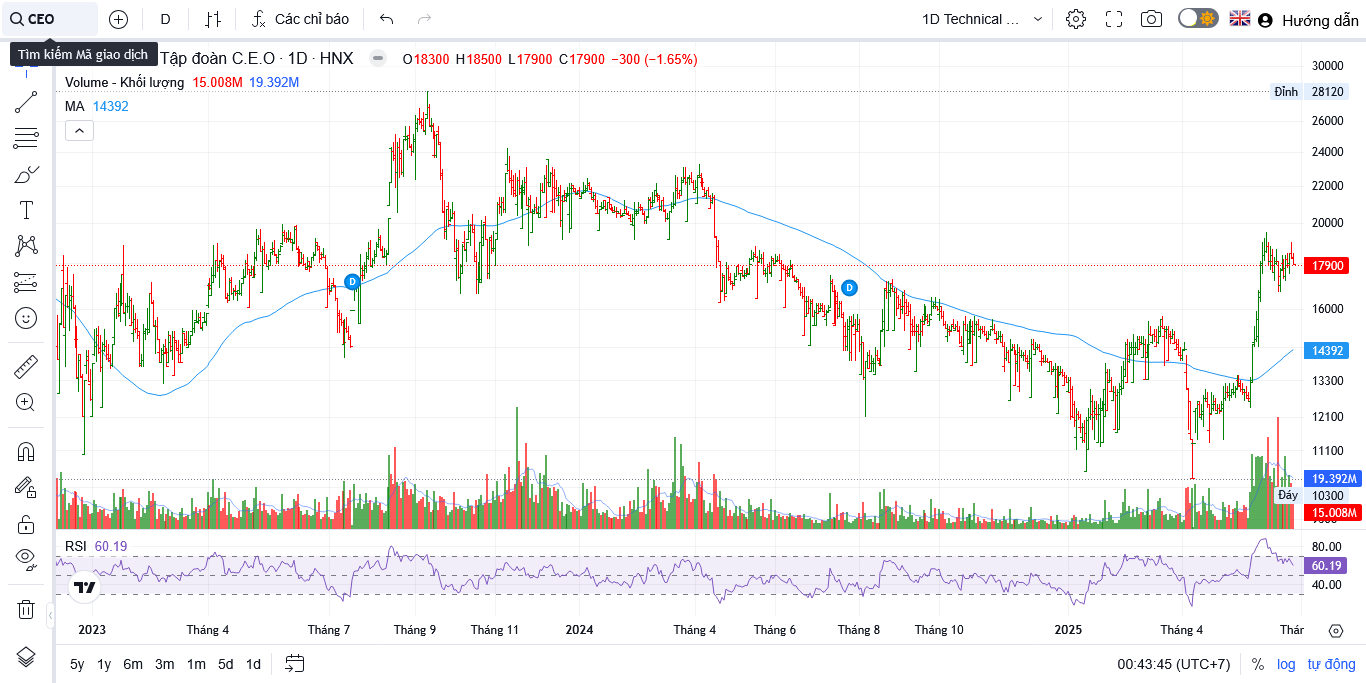 CEO D Các chỉ báo 1D Technical ... Hướng dẫn
Tìm kiếm Mã giao dịch
Tập đoàn C.E.O · 1D · HNX O18300 H18500 L17900 C17900 −300 (−1.65%)
Volume - Khối lượng 15.008M 19.392M
MA 14392
30000
Đỉnh 28120
26000
24000
22000
20000
17900
16000
14392
13300
12100
11100
19.392M
Đáy 10300
15.008M
D
D
RSI 60.19
80.00
60.19
40.00
2023 Tháng 4 Tháng 7 Tháng 9 Tháng 11 2024 Tháng 4 Tháng 6 Tháng 8 Tháng 10 2025 Tháng 4 Thár
5y 1y 6m 3m 1m 5d 1d 00:43:45 (UTC+7) % log tự động